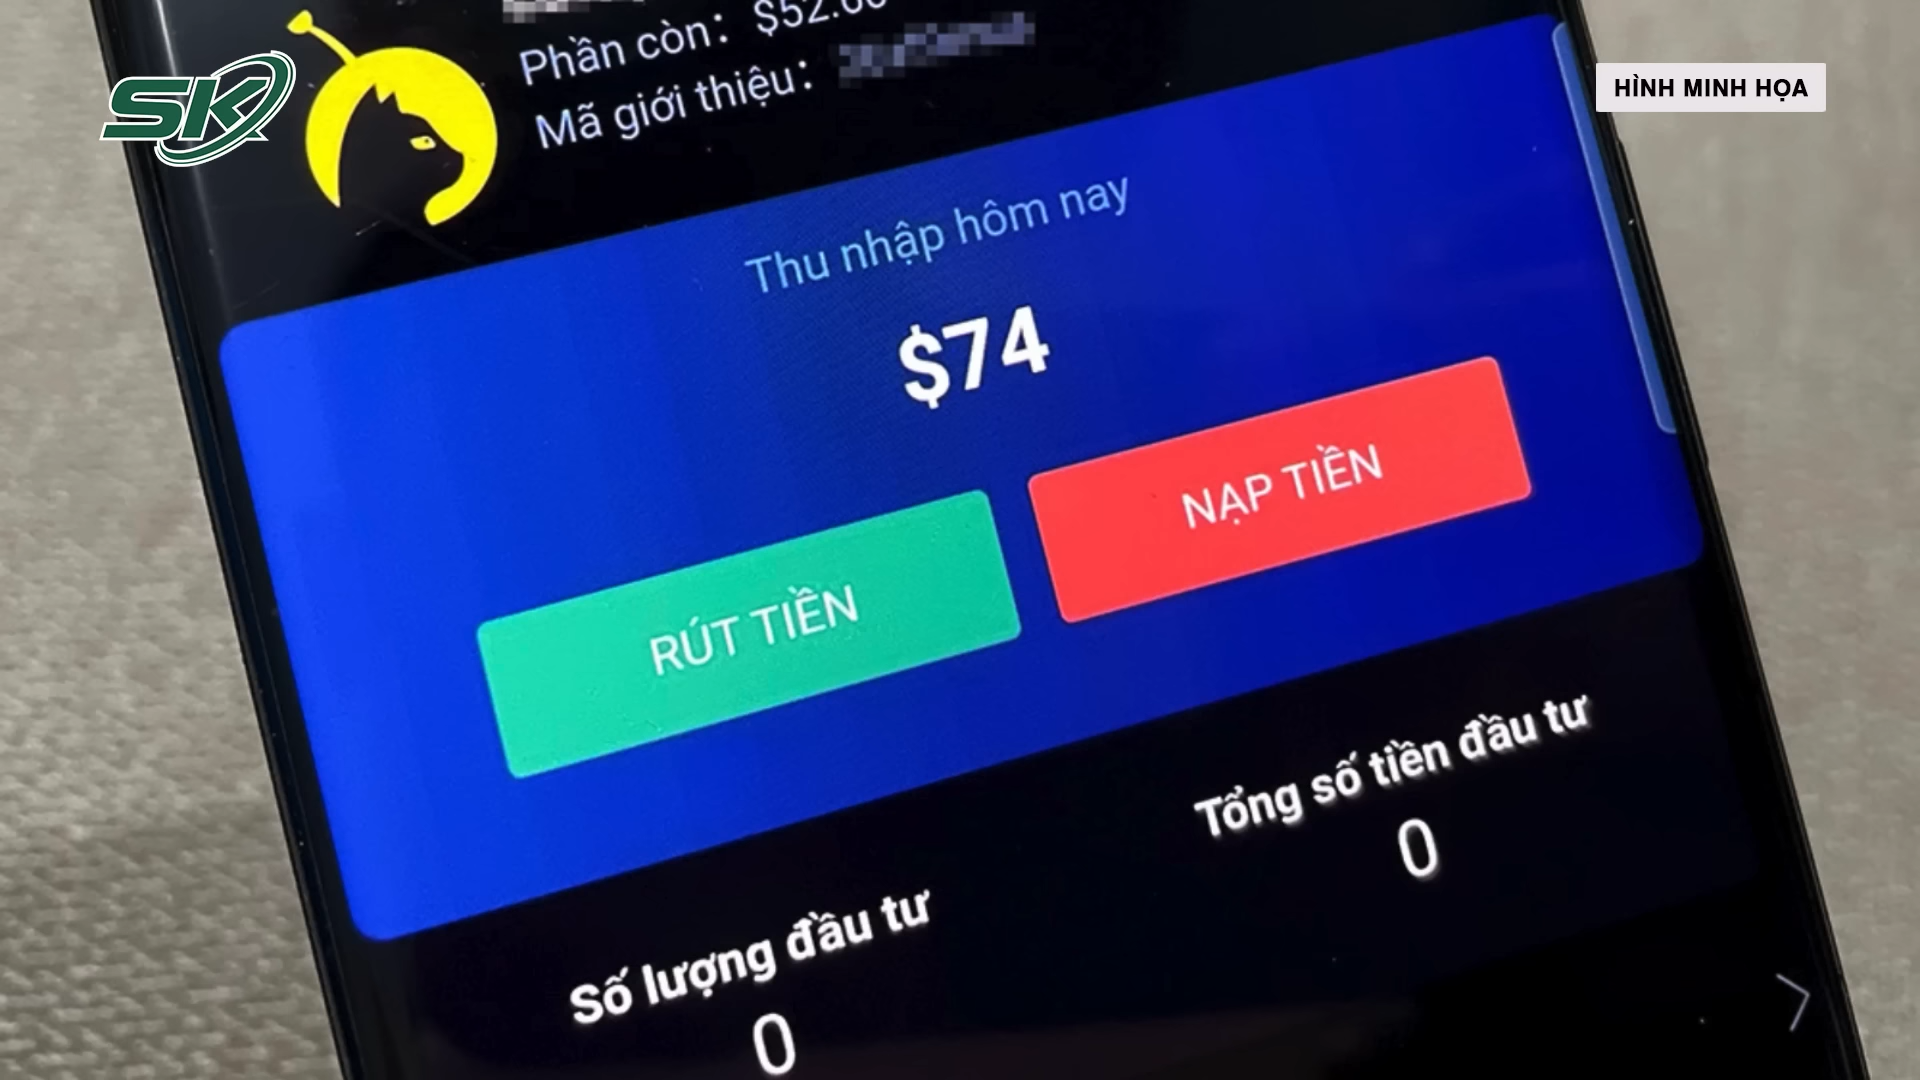 SK
HÌNH MINH HỌA
Phần còn:
Mã giới thiệu:
Thu nhập hôm nay
$74
RÚT TIỀN
NẠP TIỀN
Số lượng đầu tư
0
Tổng số tiền đầu tư
0